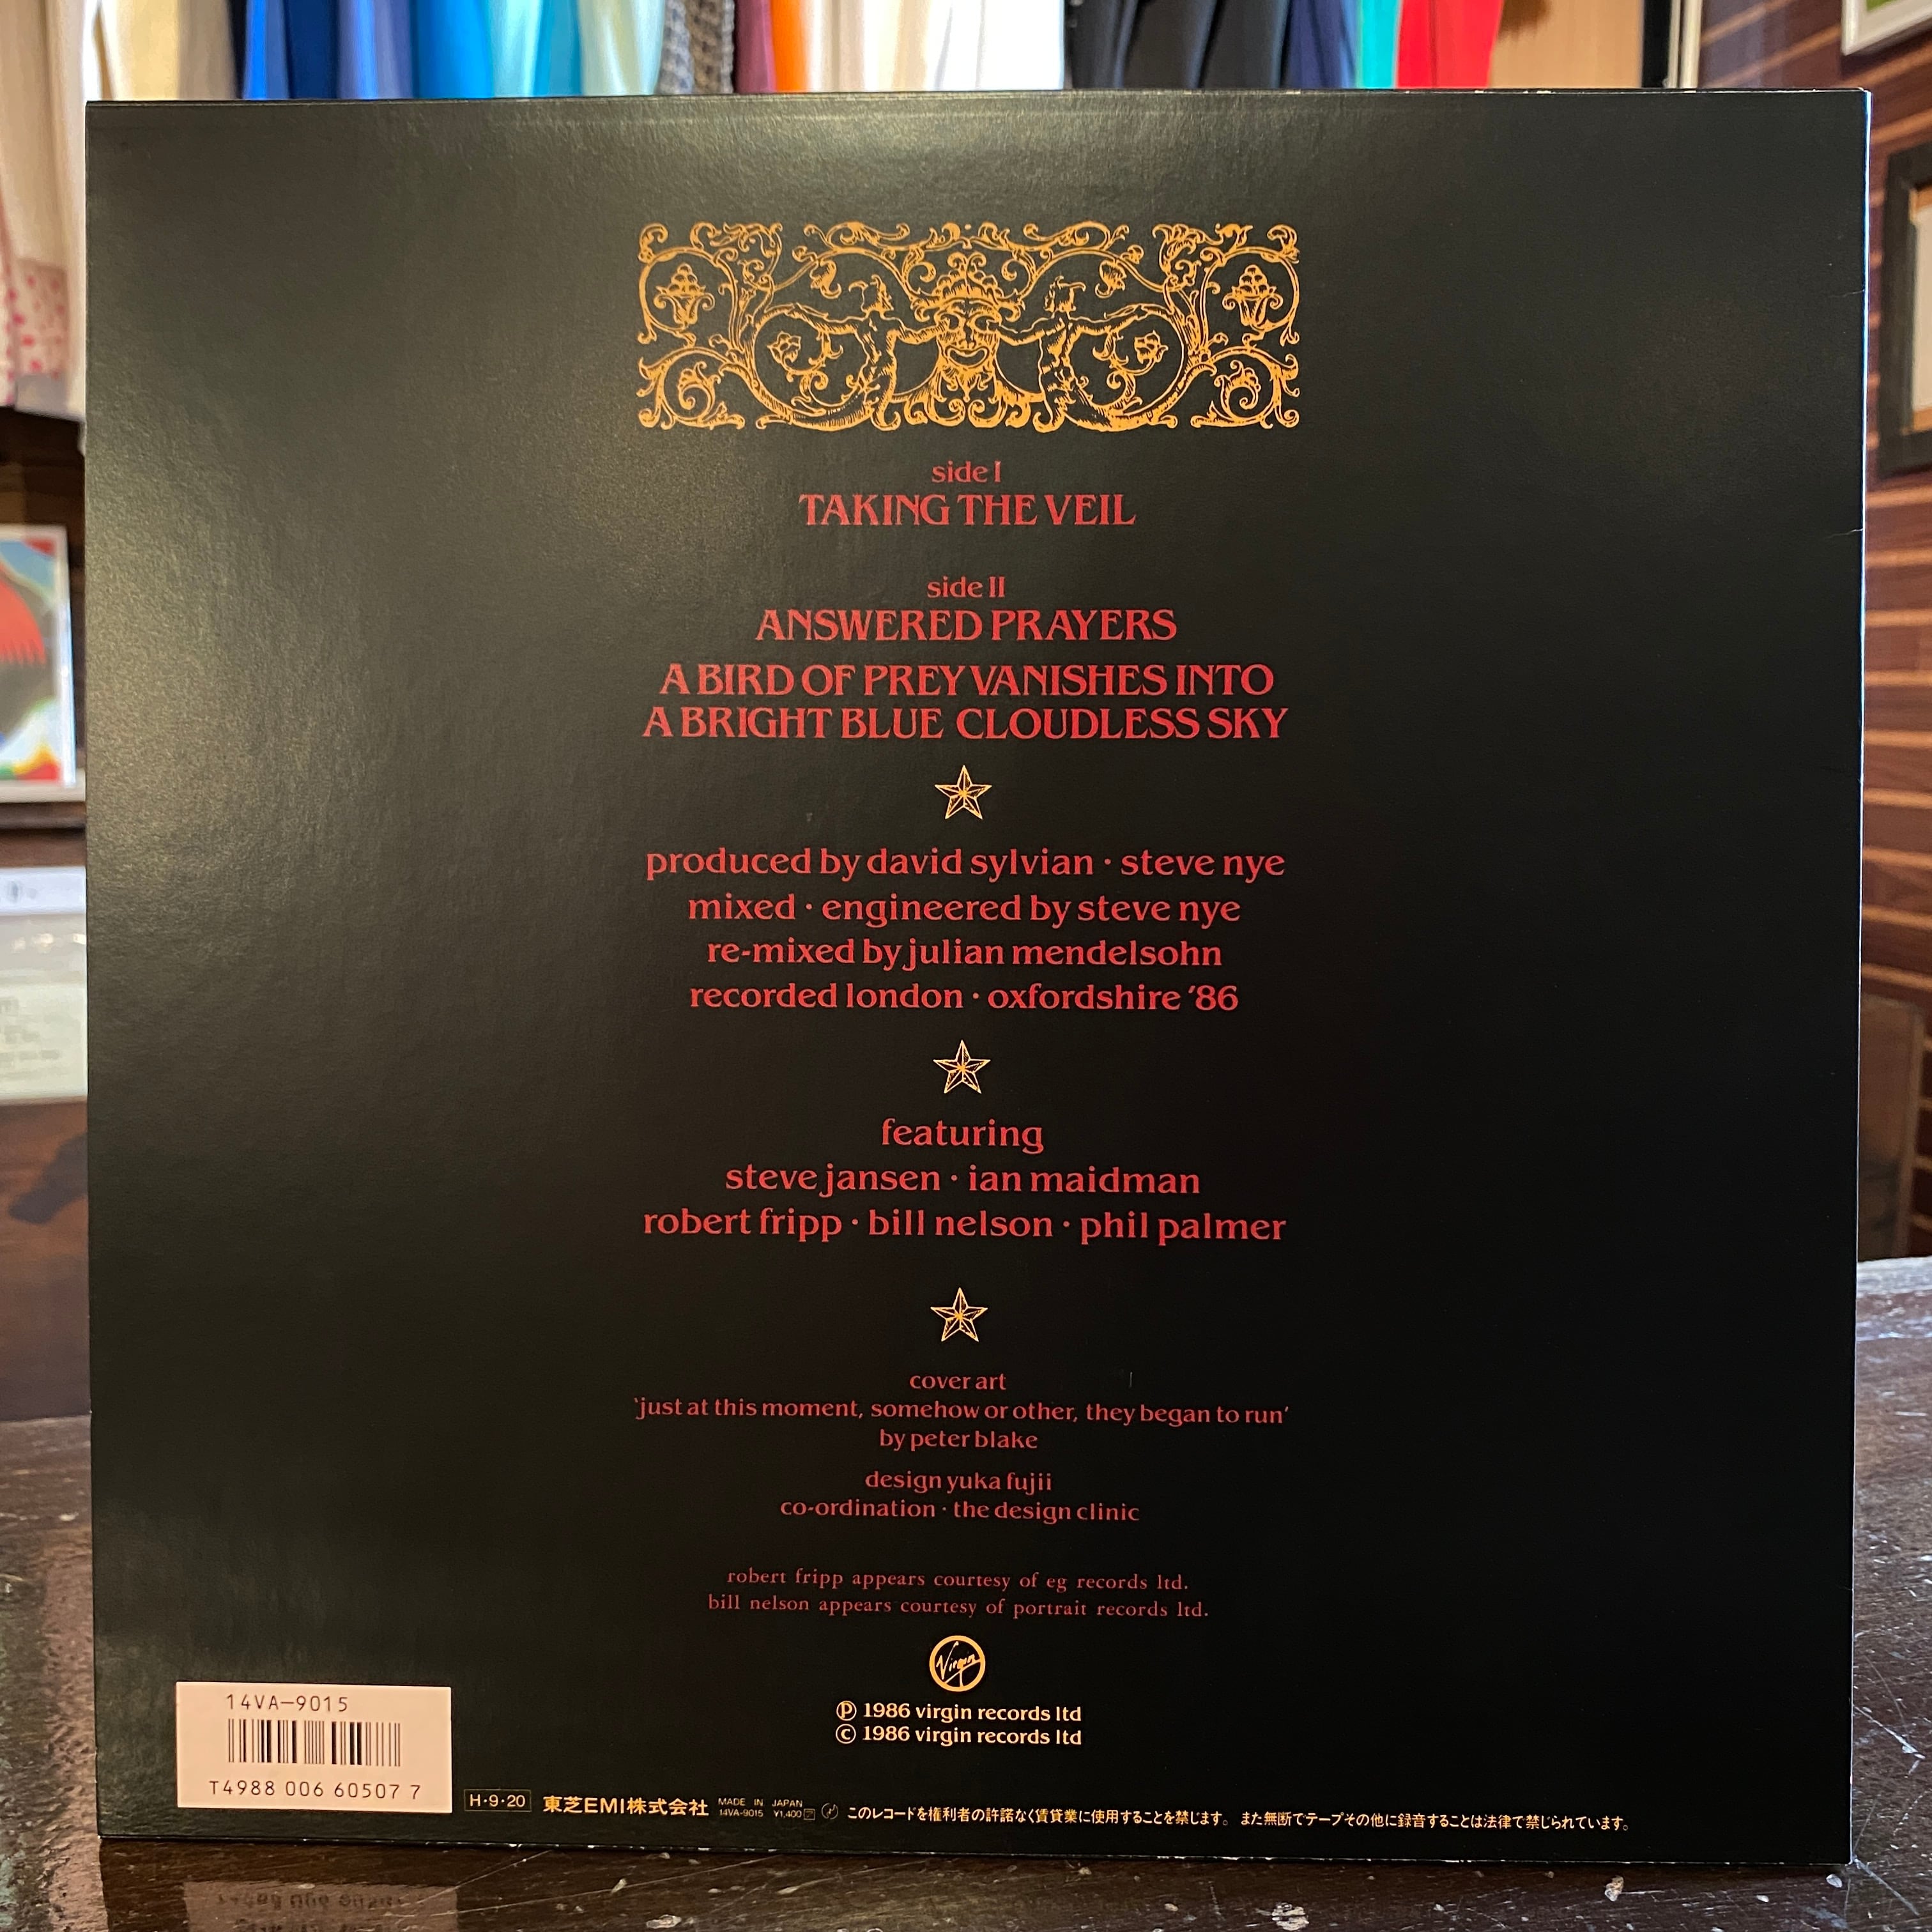 side I
TAKING THE VEIL
side II
ANSWERED PRAYERS
A BIRD OF PREY VANISHES INTO
A BRIGHT BLUE CLOUDLESS SKY
produced by david sylvian · steve nye
mixed · engineered by steve nye
re-mixed by julian mendelsohn
recorded london · oxfordshire '86
featuring
steve jansen · ian maidman
robert fripp · bill nelson · phil palmer
cover art
'just at this moment, somehow or other, they began to run'
by peter blake
design yuka fujii
co-ordination · the design clinic
robert fripp appears courtesy of eg records ltd.
bill nelson appears courtesy of portrait records ltd.
Virgin
℗ 1986 virgin records ltd
© 1986 virgin records ltd
14VA-9015
T4988 006 60507 7
H·9·20 東芝EMI株式会社
MADE IN JAPAN
14VA-9015 ¥1,400
このレコードを権利者の許諾なく賃貸業に使用することを禁じます。また無断でテープその他に録音することは法律で禁じられています。